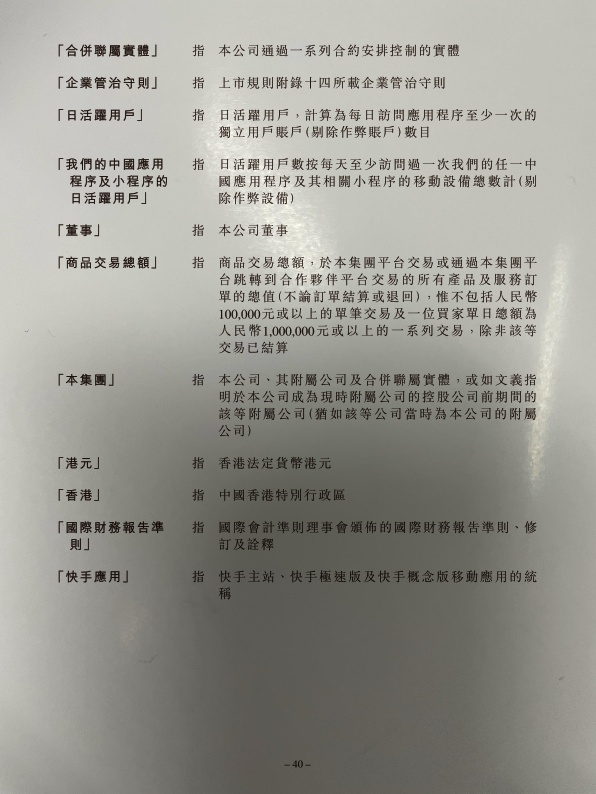 「合併聯屬實體」 指 本公司通過一系列合約安排控制的實體
「企業管治守則」 指 上市規則附錄十四所載企業管治守則
「日活躍用戶」 指 日活躍用戶，計算為每日訪問應用程序至少一次的
獨立用戶賬戶(剔除作弊賬戶)數目
「我們的中國應用 指 日活躍用戶數按每天至少訪問過一次我們的任一中
程序及小程序的 國應用程序及其相關小程序的移動設備總數計(剔
日活躍用戶」 除作弊設備)
「董事」 指 本公司董事
「商品交易總額」 指 商品交易總額，於本集團平台交易或通過本集團平
台跳轉到合作夥伴平台交易的所有產品及服務訂
單的總值(不論訂單結算或退回)，惟不包括人民幣
100,000元或以上的單筆交易及一位買家單日總額為
人民幣1,000,000元或以上的一系列交易，除非該等
交易已結算
「本集團」 指 本公司、其附屬公司及合併聯屬實體，或如文義指
明於本公司成為現時附屬公司的控股公司前期間的
該等附屬公司(猶如該等公司當時為本公司的附屬
公司)
「港元」 指 香港法定貨幣港元
「香港」 指 中國香港特別行政區
「國際財務報告準 指 國際會計準則理事會頒佈的國際財務報告準則、修
則」 訂及詮釋
「快手應用」 指 快手主站、快手極速版及快手概念版移動應用的統
稱
– 40 –